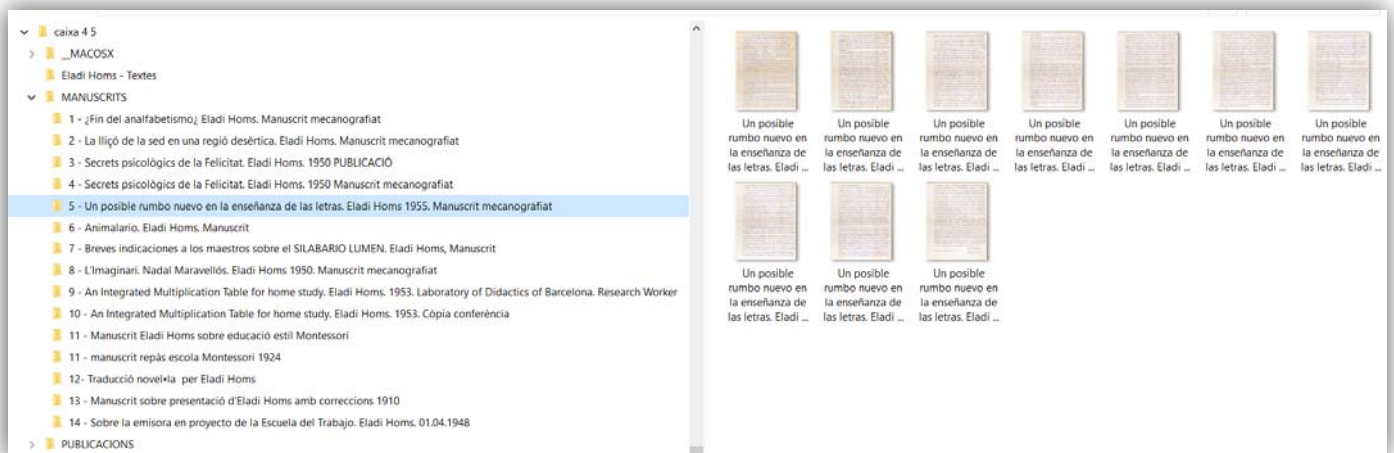 caixa 4 5
__MACOSX
Eladi Homs - Textes
MANUSCRITS
1 - ¿Fin del analfabetismo¿ Eladi Homs. Manuscrit mecanografiat
2 - La lliçó de la sed en una regió desèrtica. Eladi Homs. Manuscrit mecanografiat
3 - Secrets psicològics de la Felicitat. Eladi Homs. 1950 PUBLICACIÓ
4 - Secrets psicològics de la Felicitat. Eladi Homs. 1950 Manuscrit mecanografiat
5 - Un posible rumbo nuevo en la enseñanza de las letras. Eladi Homs 1955. Manuscrit mecanografiat
6 - Animalario. Eladi Homs. Manuscrit
7 - Breves indicaciones a los maestros sobre el SILABARIO LUMEN. Eladi Homs, Manuscrit
8 - L'Imaginari. Nadal Maravellós. Eladi Homs 1950. Manuscrit mecanografiat
9 - An Integrated Multiplication Table for home study. Eladi Homs. 1953. Laboratory of Didactics of Barcelona. Research Worker
10 - An Integrated Multiplication Table for home study. Eladi Homs. 1953. Còpia conferència
11 - Manuscrit Eladi Homs sobre educació estil Montessori
11 - manuscrit repàs escola Montessori 1924
12- Traducció novel•la per Eladi Homs
13 - Manuscrit sobre presentació d'Eladi Homs amb correccions 1910
14 - Sobre la emisora en proyecto de la Escuela del Trabajo. Eladi Homs. 01.04.1948
PUBLICACIONS
Un posible Un posible Un posible Un posible Un posible Un posible Un posible
rumbo nuevo en rumbo nuevo en rumbo nuevo en rumbo nuevo en rumbo nuevo en rumbo nuevo en rumbo nuevo en
la enseñanza de la enseñanza de la enseñanza de la enseñanza de la enseñanza de la enseñanza de la enseñanza de
las letras. Eladi ... las letras. Eladi ... las letras. Eladi ... las letras. Eladi ... las letras. Eladi ... las letras. Eladi ... las letras. Eladi ...
Un posible Un posible Un posible
rumbo nuevo en rumbo nuevo en rumbo nuevo en
la enseñanza de la enseñanza de la enseñanza de
las letras. Eladi ... las letras. Eladi ... las letras. Eladi ...